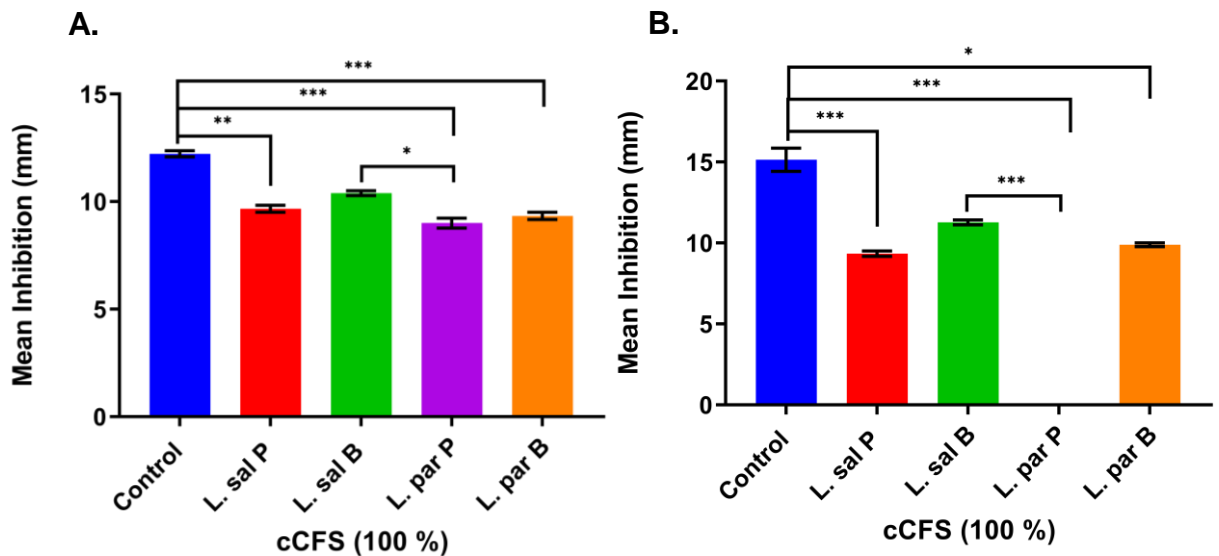 A.
***
***
**
*
15
10
5
0
Mean Inhibition (mm)
Control
L. sal P
L. sal B
L. par P
L. par B
cCFS (100 %)
B.
*
***
***
***
20
15
10
5
0
Mean Inhibition (mm)
Control
L. sal P
L. sal B
L. par P
L. par B
cCFS (100 %)